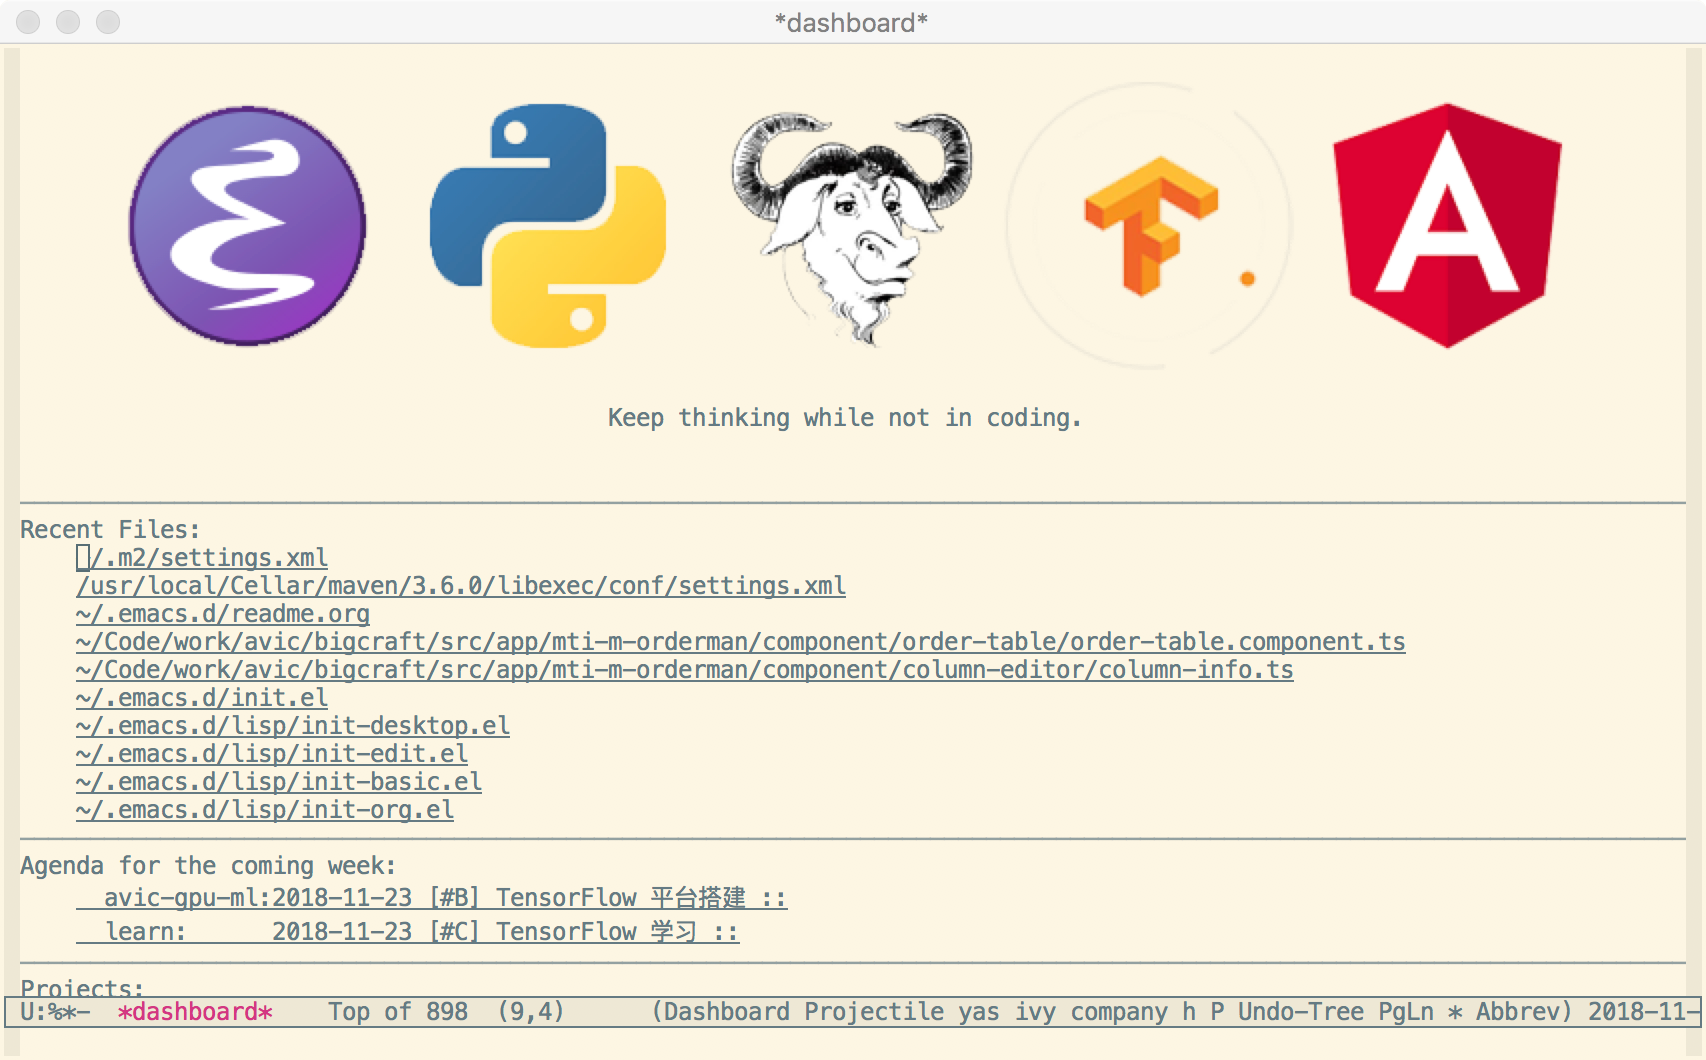 *dashboard*
Keep thinking while not in coding.
Recent Files:
/.m2/settings.xml
/usr/local/Cellar/maven/3.6.0/libexec/conf/settings.xml
~/.emacs.d/readme.org
~/Code/work/avic/bigcraft/src/app/mti-m-orderman/component/order-table/order-table.component.ts
~/Code/work/avic/bigcraft/src/app/mti-m-orderman/component/column-editor/column-info.ts
~/.emacs.d/init.el
~/.emacs.d/lisp/init-desktop.el
~/.emacs.d/lisp/init-edit.el
~/.emacs.d/lisp/init-basic.el
~/.emacs.d/lisp/init-org.el
Agenda for the coming week:
avic-gpu-ml:2018-11-23 [#B] TensorFlow 平台搭建 ::
learn: 2018-11-23 [#C] TensorFlow 学习 ::
Projects:
U:%*- *dashboard* Top of 898 (9,4) (Dashboard Projectile yas ivy company h P Undo-Tree PgLn * Abbrev) 2018-11-